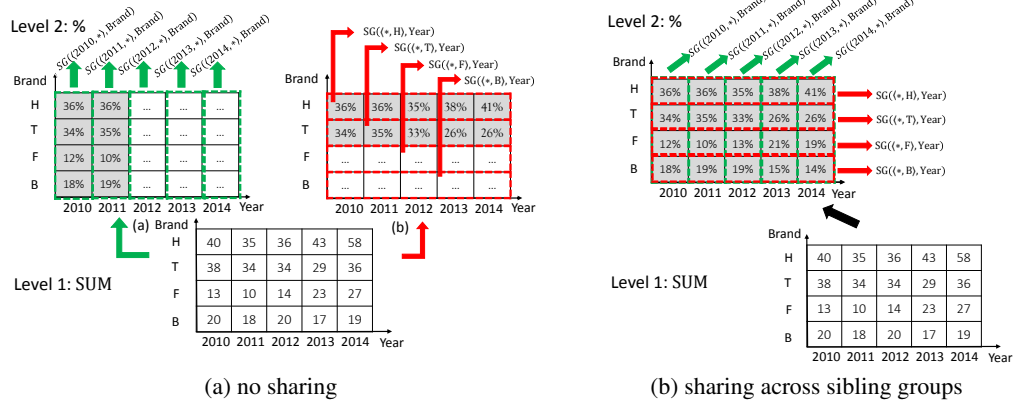 Level 2: %
SG((2010, *), Brand)
SG((2011, *), Brand)
SG((2012, *), Brand)
SG((2013, *), Brand)
SG((2014, *), Brand)
Brand
H 36% 36% ... ... ...
T 34% 35% ... ... ...
F 12% 10% ... ... ...
B 18% 19% ... ... ...
2010 2011 2012 2013 2014 Year
(a)
SG((*, H), Year)
SG((*, T), Year)
SG((*, F), Year)
SG((*, B), Year)
H 36% 36% 35% 38% 41%
T 34% 35% 33% 26% 26%
F ... ... ... ... ...
B ... ... ... ... ...
2010 2011 2012 2013 2014 Year
(b)
Level 1: SUM
Brand
H 40 35 36 43 58
T 38 34 34 29 36
F 13 10 14 23 27
B 20 18 20 17 19
2010 2011 2012 2013 2014 Year
(a) no sharing
Level 2: %
SG((2010, *), Brand)
SG((2011, *), Brand)
SG((2012, *), Brand)
SG((2013, *), Brand)
SG((2014, *), Brand)
Brand
H 36% 36% 35% 38% 41% SG((*, H), Year)
T 34% 35% 33% 26% 26% SG((*, T), Year)
F 12% 10% 13% 21% 19% SG((*, F), Year)
B 18% 19% 19% 15% 14% SG((*, B), Year)
2010 2011 2012 2013 2014 Year
Level 1: SUM
Brand
H 40 35 36 43 58
T 38 34 34 29 36
F 13 10 14 23 27
B 20 18 20 17 19
2010 2011 2012 2013 2014 Year
(b) sharing across sibling groups